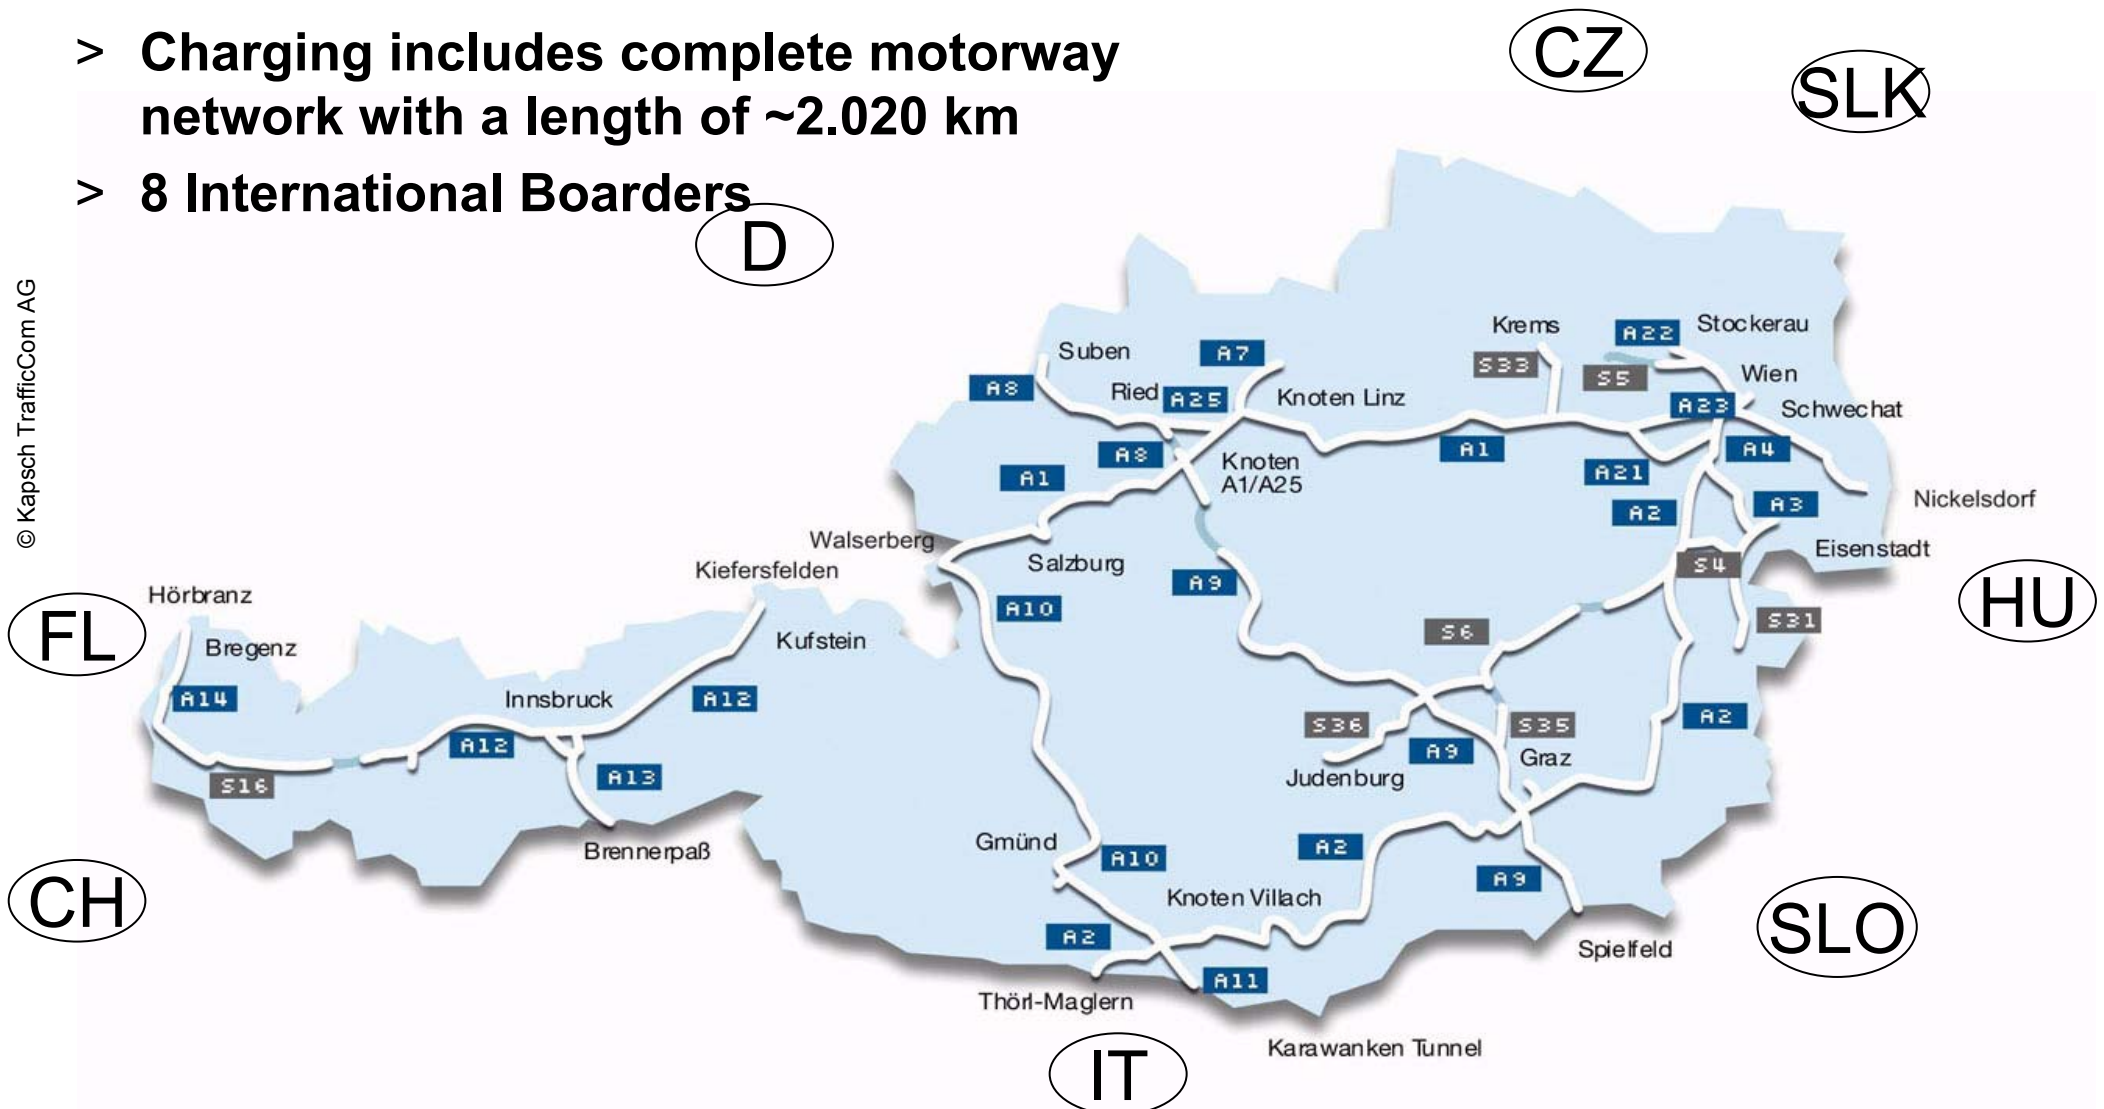 > Charging includes complete motorway
network with a length of ~2.020 km
> 8 International Boarders
CZ
SLK
D
© Kapsch TrafficCom AG
Krems
A22
Stockerau
Suben
A7
S33
S5
Wien
A8
Ried
A25
Knoten Linz
A23
Schwechat
A8
A1
A4
A1
Knoten
A1/A25
A21
A2
A3
Nickelsdorf
Walserberg
Eisenstadt
Salzburg
S4
Kiefersfelden
A9
Hörbranz
A10
HU
FL
S31
Bregenz
Kufstein
S6
A14
Innsbruck
A12
A2
A12
S36
S35
A9
Graz
S16
A13
Judenburg
Brennerpaß
Gmünd
A10
A2
A9
CH
Knoten Villach
SLO
A2
Spielfeld
A11
Thörl-Maglern
Karawanken Tunnel
IT